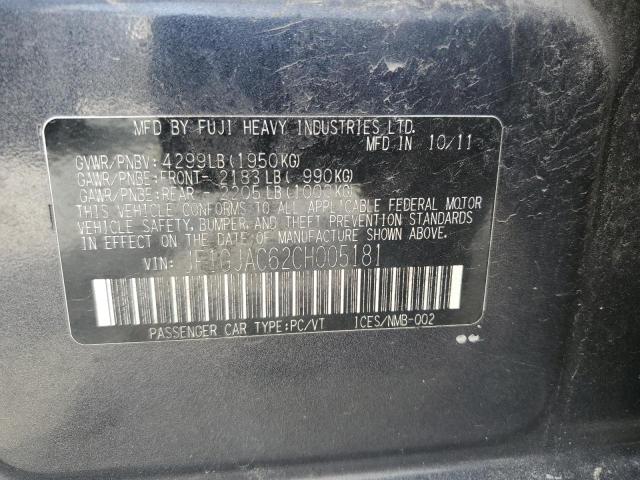 MFD BY FUJI HEAVY INDUSTRIES LTD.
MFD IN 10/11
GVWR/PNBV: 4299LB(1950KG)
GAWR/PNBE:FRONT- 2183LB( 990KG)
GAWR/PNBE:REAR - 2205LB(1000KG)
THIS VEHICLE CONFORMS TO ALL APPLICABLE FEDERAL MOTOR
VEHICLE SAFETY, BUMPER, AND THEFT PREVENTION STANDARDS
IN EFFECT ON THE DATE OF MANUFACTURE SHOWN ABOVE.
VIN: JF1GJAC62CH005181
PASSENGER CAR TYPE:PC/VT ICES/NMB-002